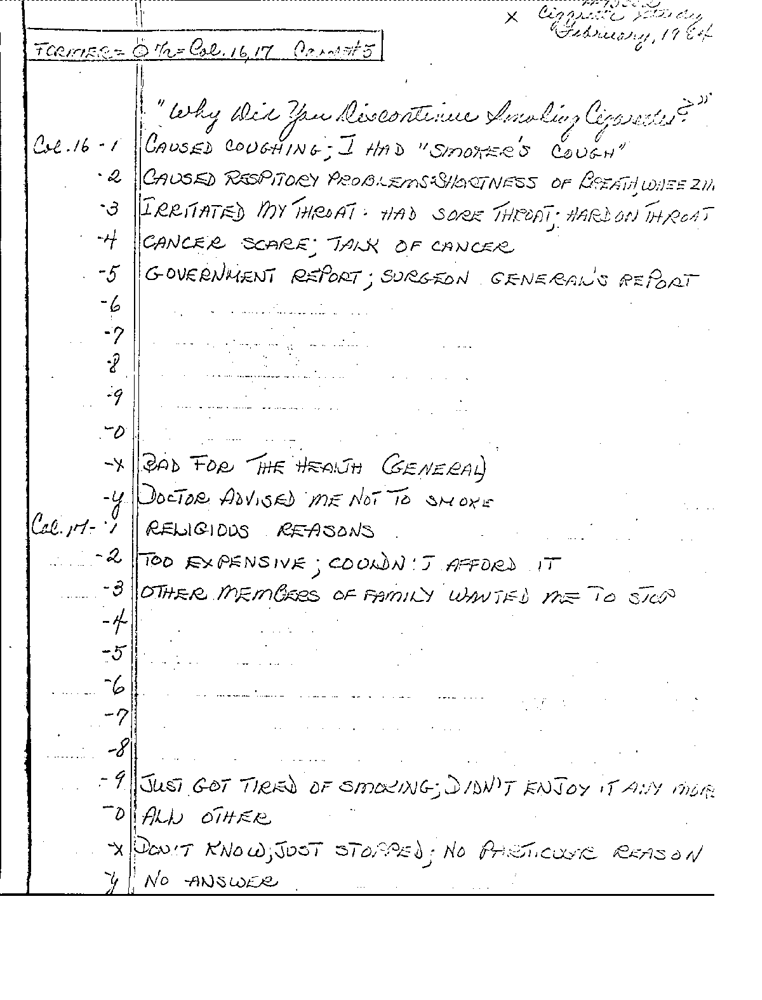 x Cigarette Study
February, 1964
FORMER = 0 Col. 16, 17 Card #5
"Why Did You Discontinue Smoking Cigarettes?"
Col. 16 - 1 CAUSED COUGHING; I HAD "SMOKER'S COUGH"
-2 CAUSED RESPITORY PROBLEMS: SHORTNESS OF BREATH, WHEEZIN
-3 IRRITATED MY THROAT. HAD SORE THROAT; HARD ON THROAT
-4 CANCER SCARE; TALK OF CANCER
-5 GOVERNMENT REPORT; SURGEON GENERAL'S REPORT
-6
-7
-8
-9
-0
-X BAD FOR THE HEALTH (GENERAL)
-Y DOCTOR ADVISED ME NOT TO SMOKE
Col. 17 - 1 RELIGIOUS REASONS
-2 TOO EXPENSIVE; COULDN'T AFFORD IT
-3 OTHER MEMBERS OF FAMILY WANTED ME TO STOP
-4
-5
-6
-7
-8
-9 JUST GOT TIRED OF SMOKING; DIDN'T ENJOY IT ANY MORE
-0 ALL OTHER
-X DON'T KNOW; JUST STOPPED; NO PARTICULAR REASON
-Y NO ANSWER